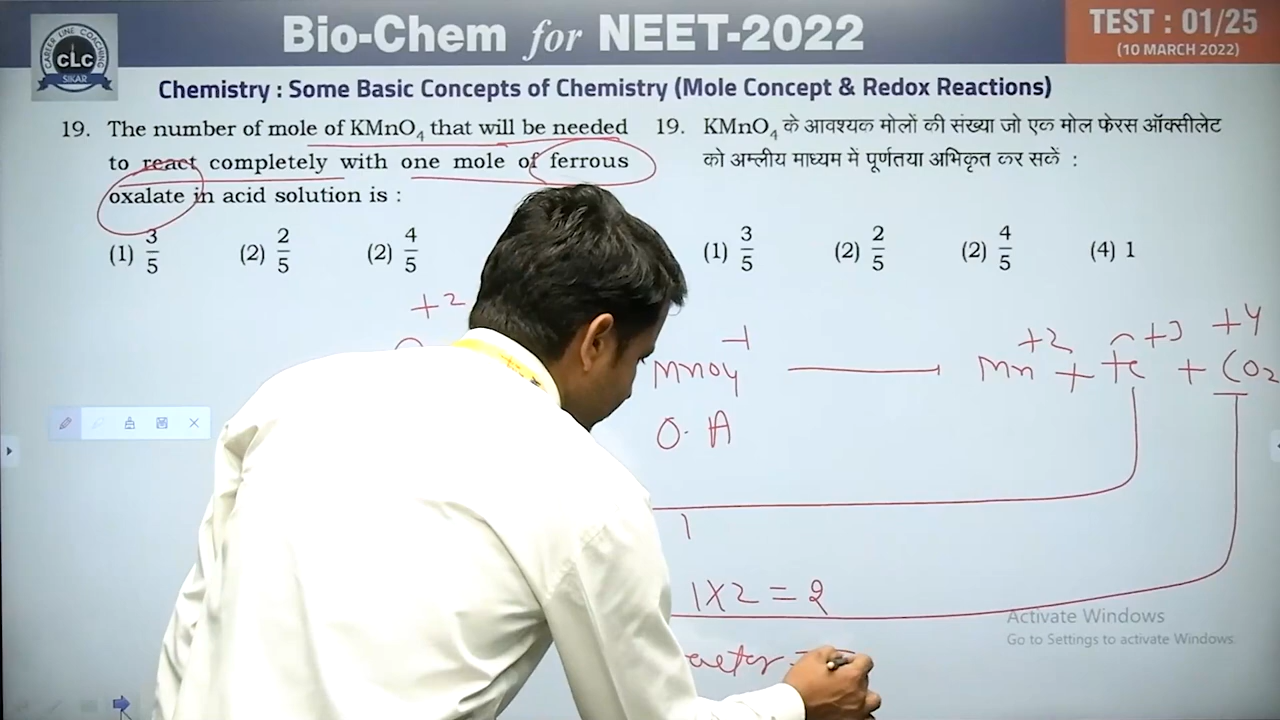 Bio-Chem for NEET-2022
TEST : 01/25
(10 MARCH 2022)
CAREER LINE COACHING
CLC
SIKAR
Chemistry : Some Basic Concepts of Chemistry (Mole Concept & Redox Reactions)
19. The number of mole of KMnO₄ that will be needed
to react completely with one mole of ferrous
oxalate in acid solution is :
(1) 3/5 (2) 2/5 (2) 4/5
19. KMnO₄ के आवश्यक मोलों की संख्या जो एक मोल फेरस ऑक्सीलेट
को अम्लीय माध्यम में पूर्णतया अभिकृत कर सकें :
(1) 3/5 (2) 2/5 (2) 4/5 (4) 1
+2
MnO4 -1 Mn +2 + Fe +3 + CO2 +4
O.A
1
1X2 = 2
Activate Windows
Go to Settings to activate Windows.